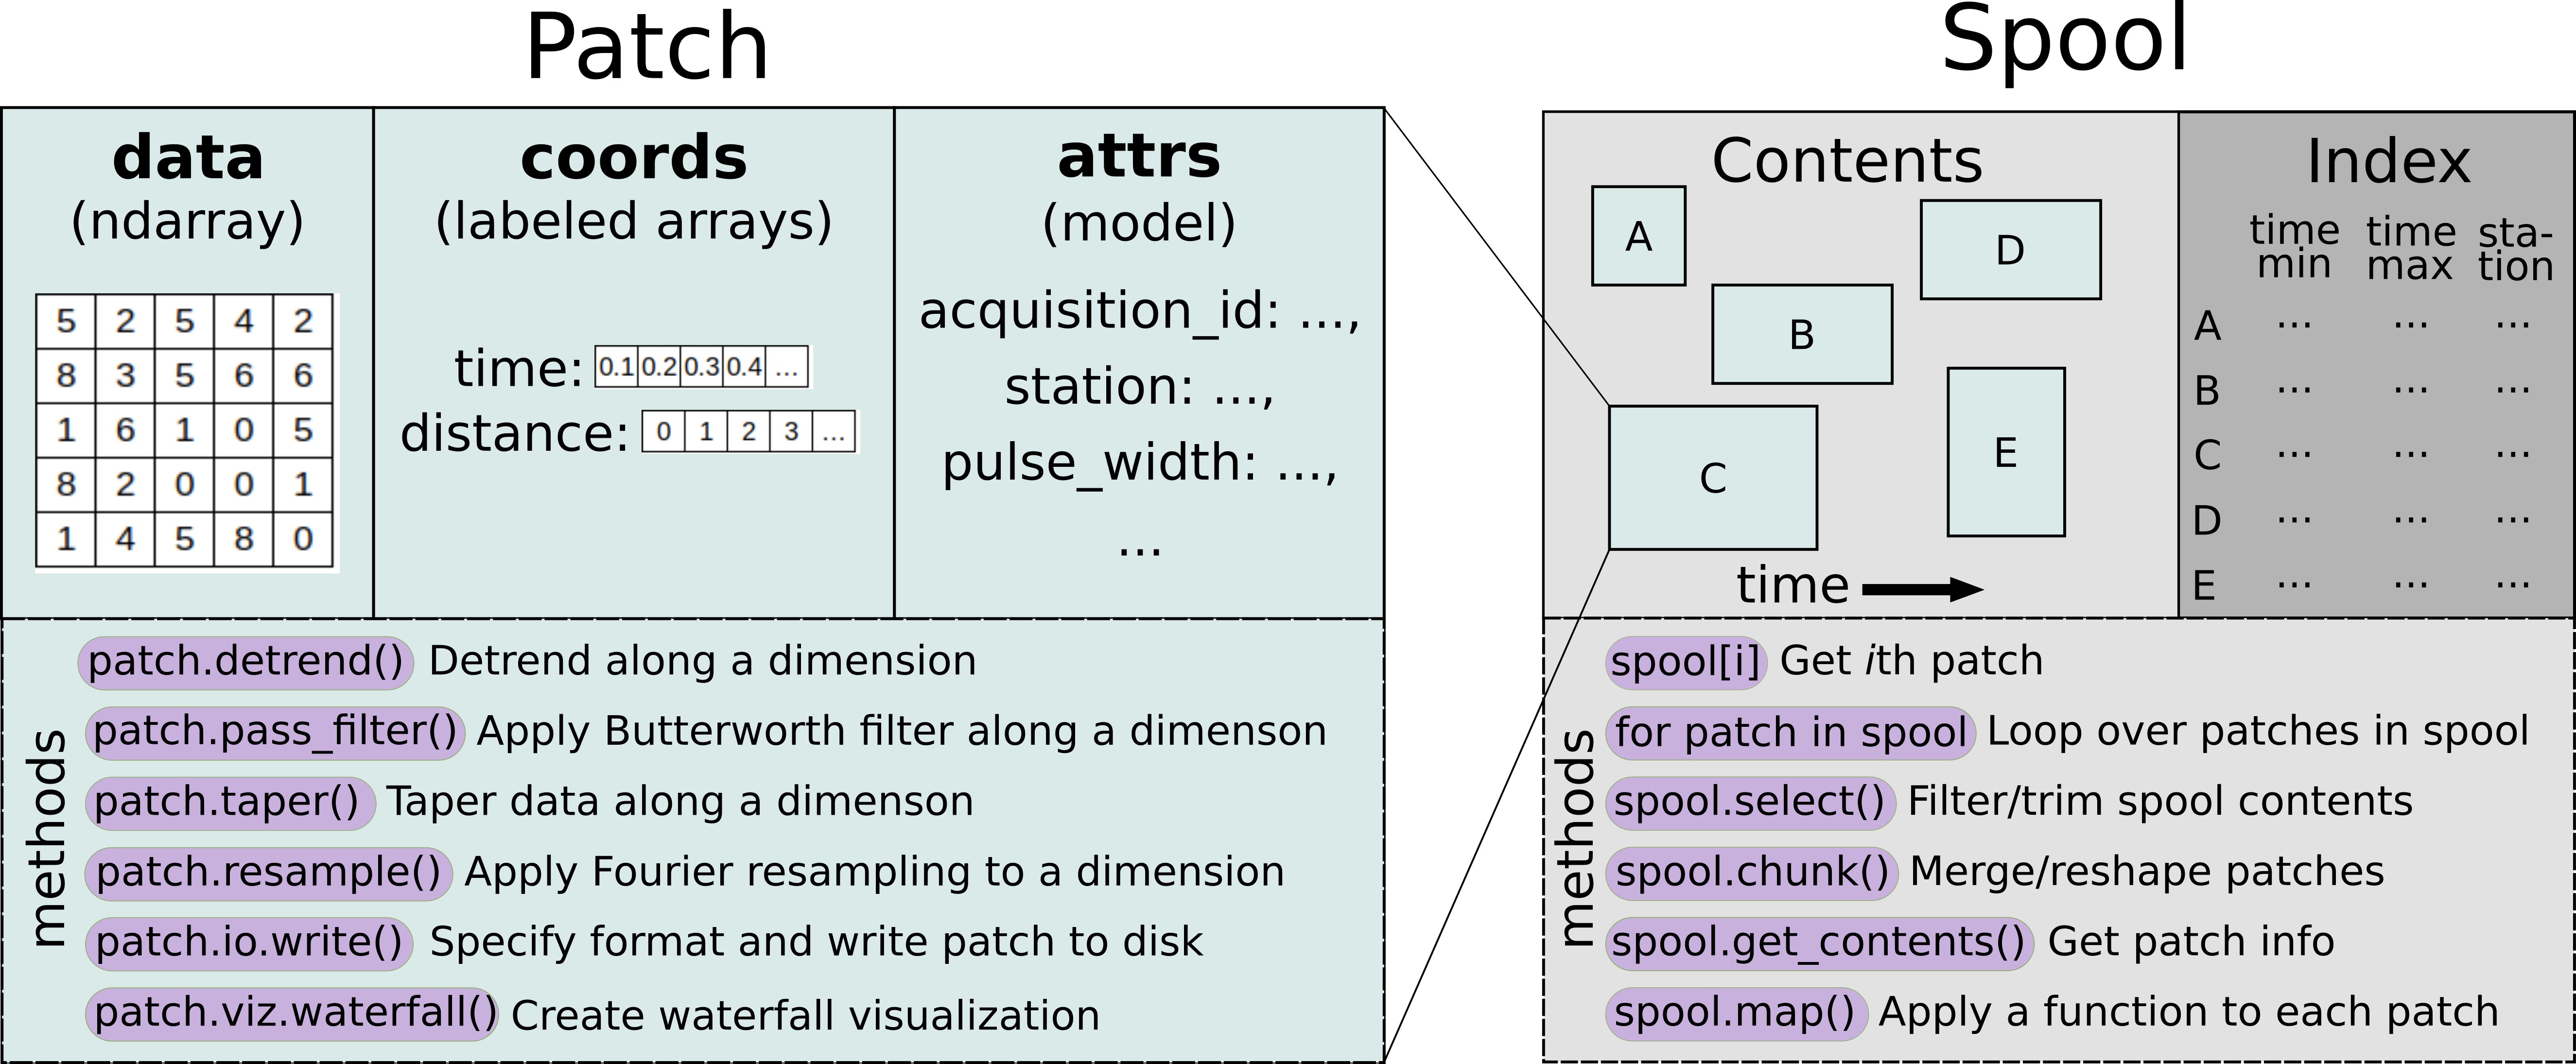 Patch
data
(ndarray)
5 2 5 4 2
8 3 5 6 6
1 6 1 0 5
8 2 0 0 1
1 4 5 8 0
coords
(labeled arrays)
time: 0.1 0.2 0.3 0.4 ...
distance: 0 1 2 3 ...
attrs
(model)
acquisition_id: ...,
station: ...,
pulse_width: ...,
...
methods
patch.detrend() Detrend along a dimension
patch.pass_filter() Apply Butterworth filter along a dimenson
patch.taper() Taper data along a dimenson
patch.resample() Apply Fourier resampling to a dimension
patch.io.write() Specify format and write patch to disk
patch.viz.waterfall() Create waterfall visualization
Spool
Contents
A
D
B
C
E
time
Index
time time sta-
min max tion
A ... ... ...
B ... ... ...
C ... ... ...
D ... ... ...
E ... ... ...
methods
spool[i] Get ith patch
for patch in spool Loop over patches in spool
spool.select() Filter/trim spool contents
spool.chunk() Merge/reshape patches
spool.get_contents() Get patch info
spool.map() Apply a function to each patch